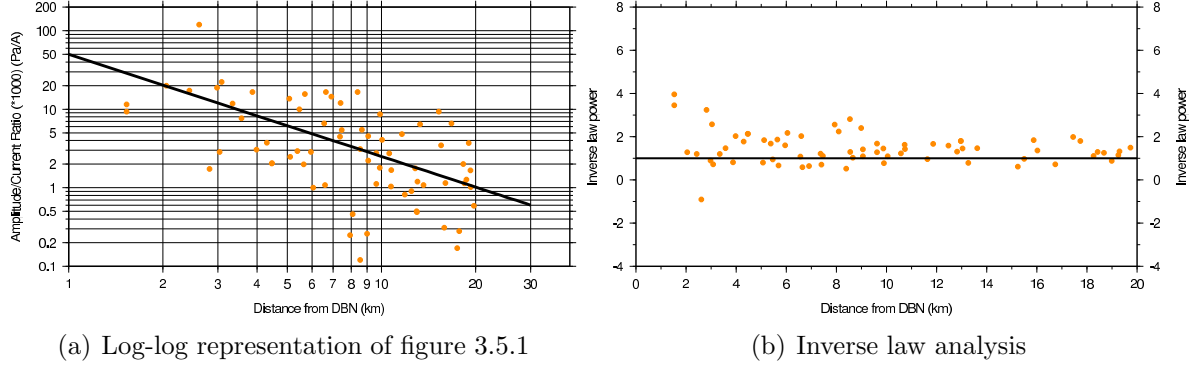 200
100
50
20
10
5
2
1
0.5
0.2
0.1
Amplitude/Current Ratio (*1000) (Pa/A)
1 2 3 4 5 6 7 8 9 10 20 30
Distance from DBN (km)
(a) Log-log representation of figure 3.5.1
8 8
6 6
4 4
2 2
0 0
-2 -2
-4 -4
Inverse law power
Inverse law power
0 2 4 6 8 10 12 14 16 18 20
Distance from DBN (km)
(b) Inverse law analysis